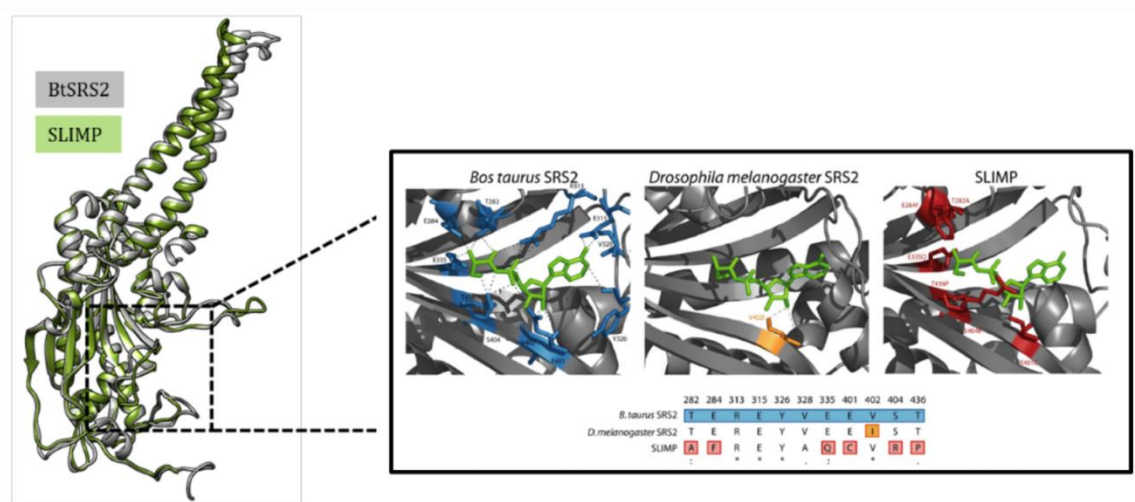 BtSRS2
SLIMP
Bos taurus SRS2
Drosophila melanogaster SRS2
SLIMP
T282
R313
E284
E315
V328
E335
S404
Y326
V402I
E284F
T282A
E335Q
T436P
S404R
282 284 313 315 326 328 335 401 402 404 436
B. taurus SRS2 T E R E Y V E E V S T
D. melanogaster SRS2 T E R E Y V E E I S T
SLIMP A F R E Y A Q C V R P
: * * * . : * .